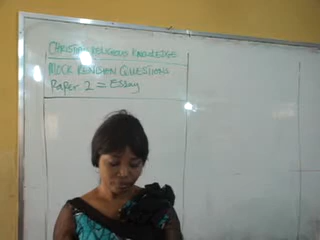 CHRISTIAN RELIGIOUS KNOWLEDGE
MOCK REVISION QUESTIONS
Paper 2 = Essay